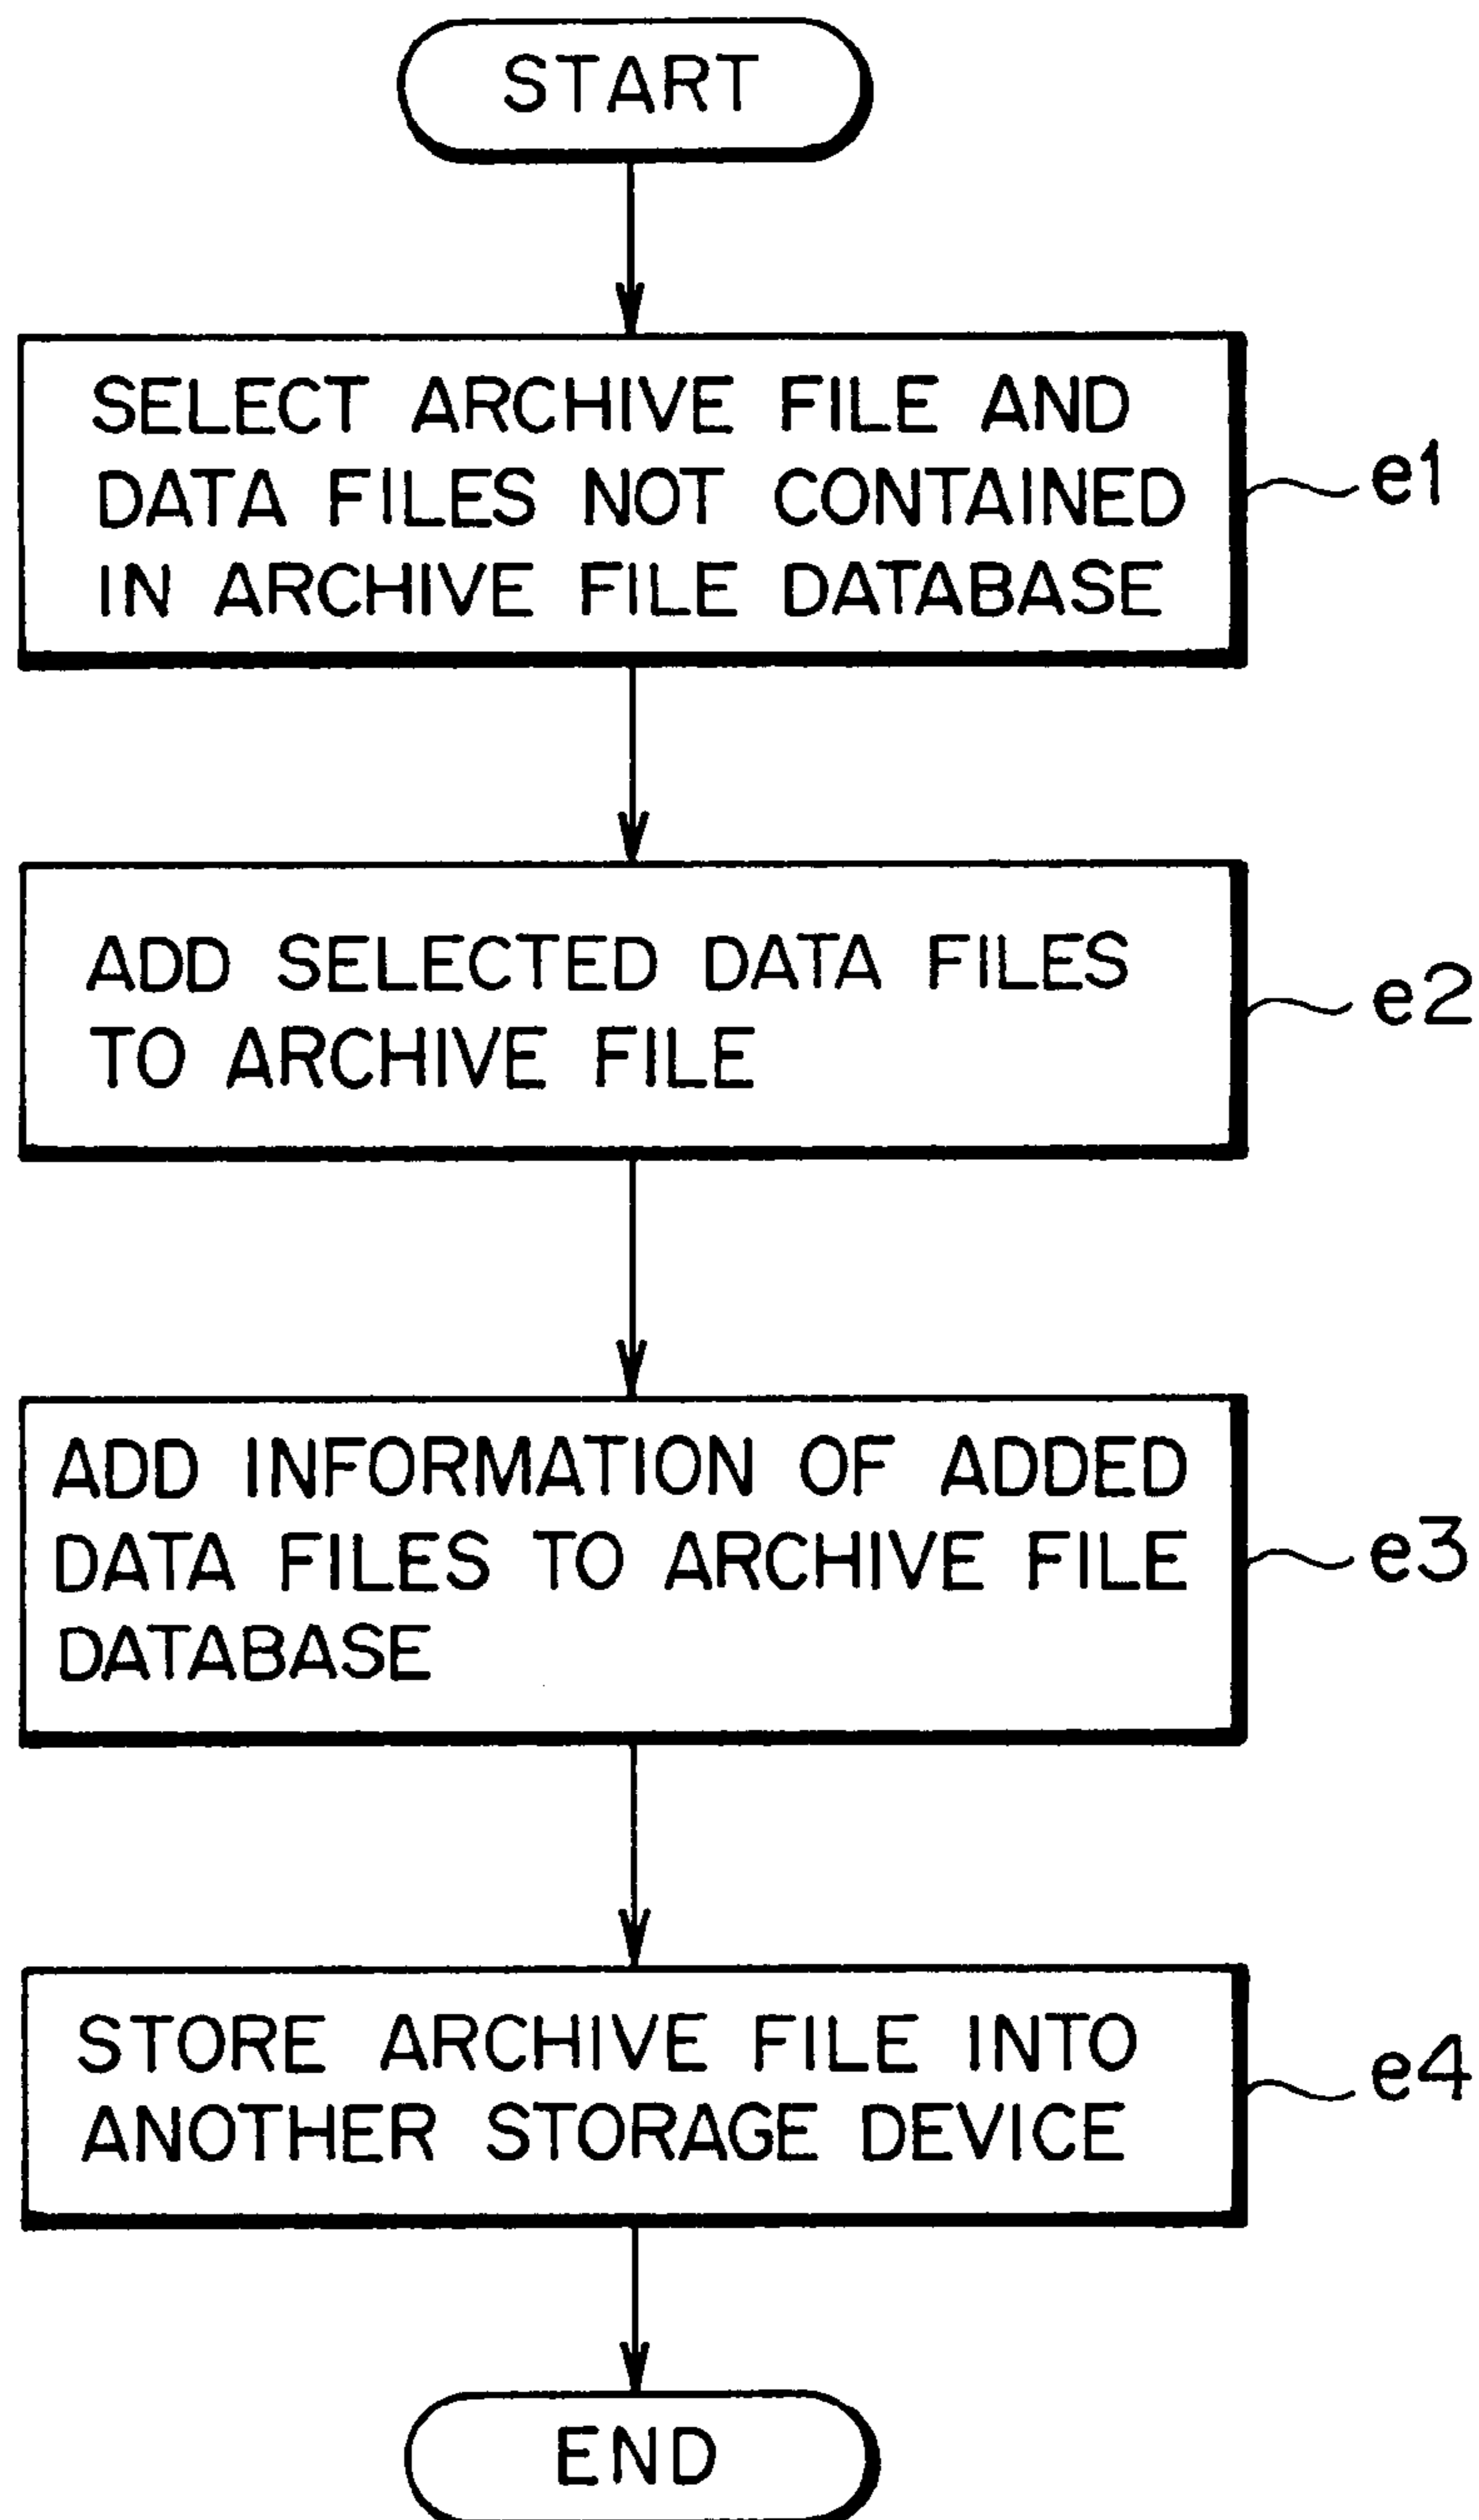 START
SELECT ARCHIVE FILE AND
DATA FILES NOT CONTAINED
IN ARCHIVE FILE DATABASE
e1
ADD SELECTED DATA FILES
TO ARCHIVE FILE
e2
ADD INFORMATION OF ADDED
DATA FILES TO ARCHIVE FILE
DATABASE
e3
STORE ARCHIVE FILE INTO
ANOTHER STORAGE DEVICE
e4
END